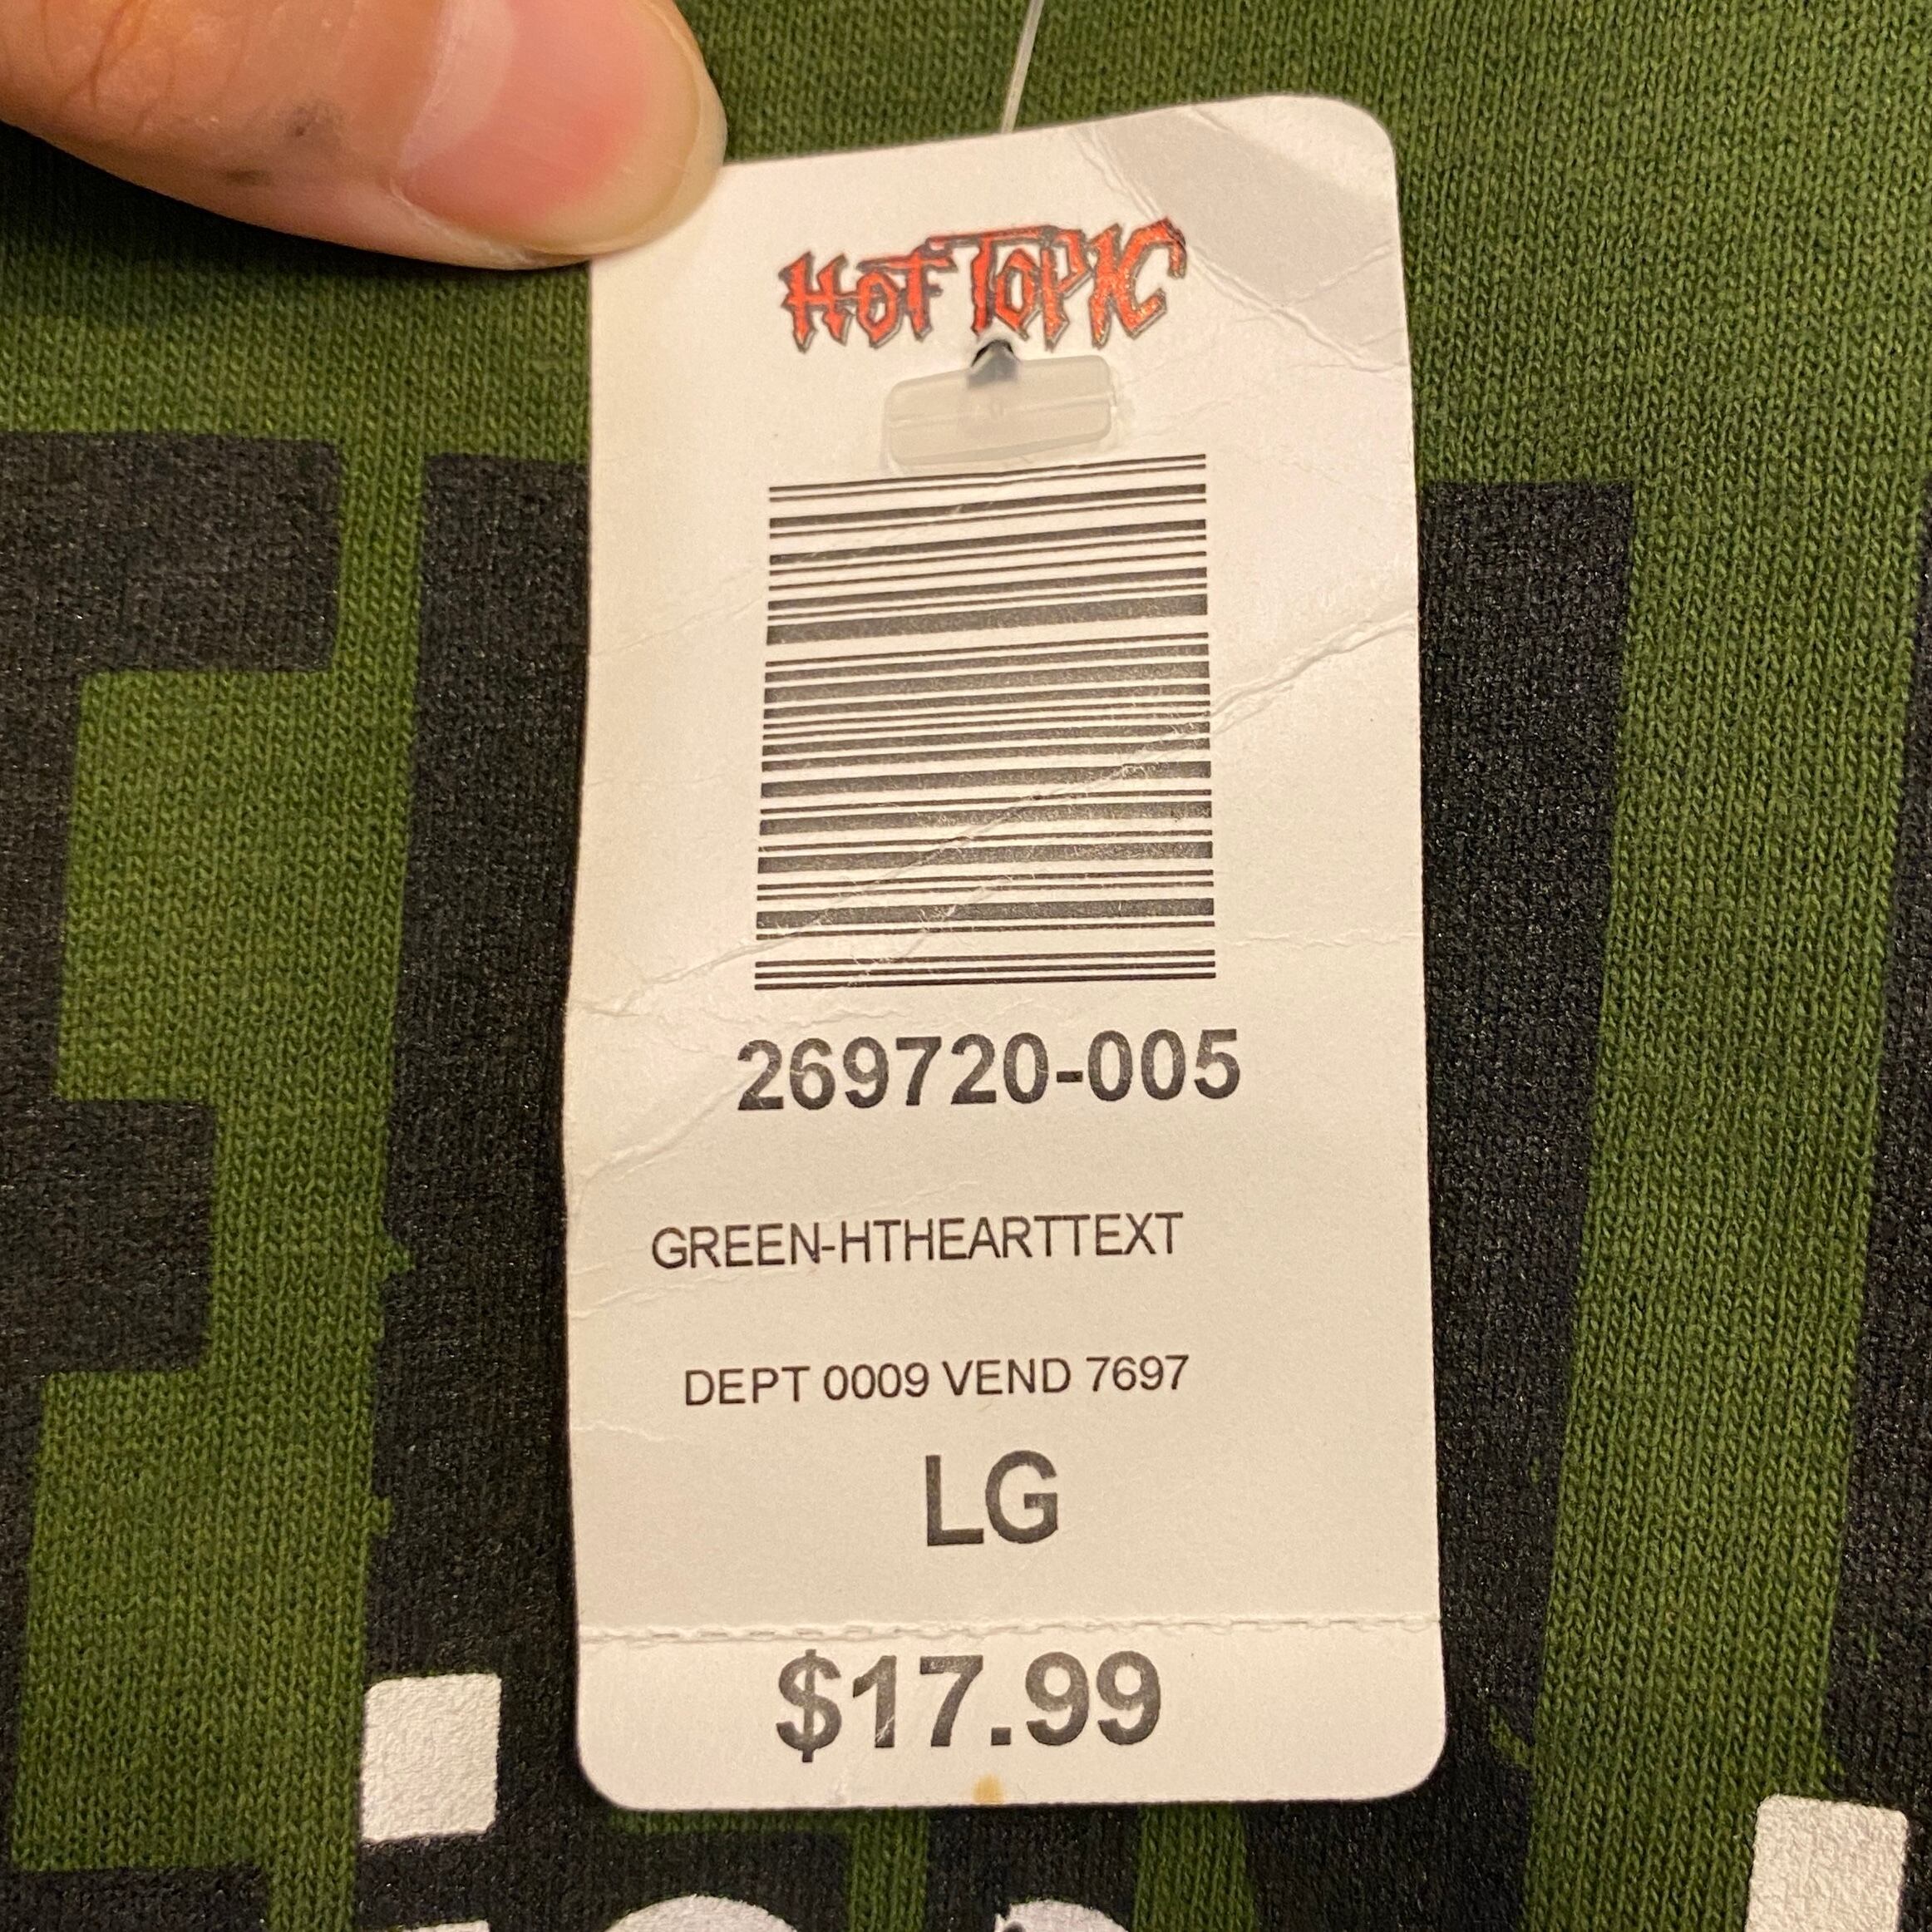 HOT TOPIC
269720-005
GREEN-HTHEARTTEXT
DEPT 0009 VEND 7697
LG
$17.99